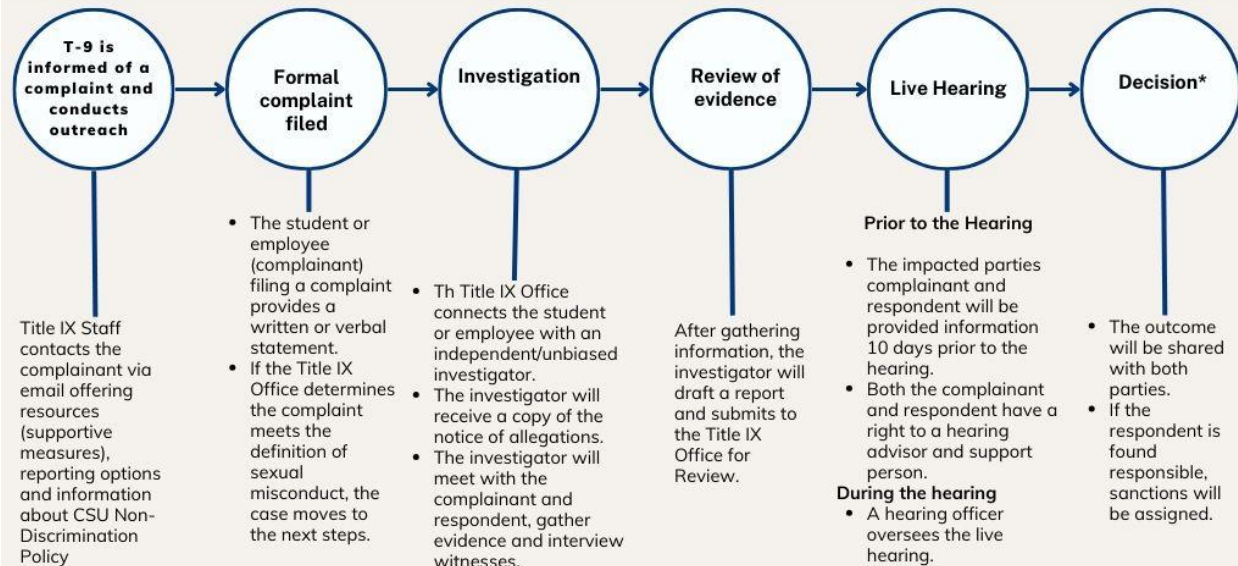 T-9 is
informed of a
complaint and
conducts
outreach
Formal
complaint
filed
Investigation
Review of
evidence
Live Hearing
Decision*
Title IX Staff
contacts the
complainant via
email offering
resources
(supportive
measures),
reporting options
and information
about CSU Non-
Discrimination
Policy
• The student or
employee
(complainant)
filing a complaint
provides a
written or verbal
statement.
• If the Title IX
Office determines
the complaint
meets the
definition of
sexual
misconduct, the
case moves to
the next steps.
• Th Title IX Office
connects the student
or employee with an
independent/unbiased
investigator.
• The investigator will
receive a copy of the
notice of allegations.
• The investigator will
meet with the
complainant and
respondent, gather
evidence and interview
witnesses.
After gathering
information, the
investigator will
draft a report
and submits to
the Title IX
Office for
Review.
Prior to the Hearing
• The impacted parties
complainant and
respondent will be
provided information
10 days prior to the
hearing.
• Both the complainant
and respondent have a
right to a hearing
advisor and support
person.
During the hearing
• A hearing officer
oversees the live
hearing.
• The outcome
will be shared
with both
parties.
• If the
respondent is
found
responsible,
sanctions will
be assigned.